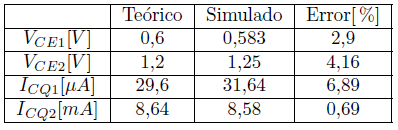 Teórico Simulado Error[ %]
V_CE1[V] 0,6 0,583 2,9
V_CE2[V] 1,2 1,25 4,16
I_CQ1[μA] 29,6 31,64 6,89
I_CQ2[mA] 8,64 8,58 0,69